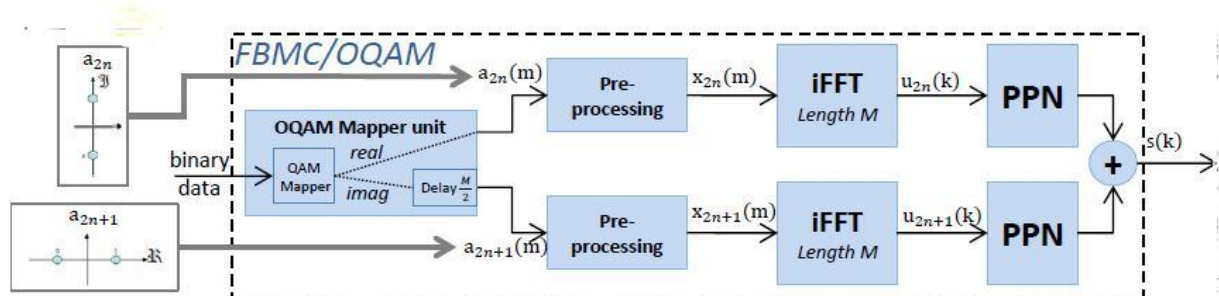 FBMC/OQAM
a₂ₙ
ℑ
a₂ₙ(m)
Pre-
processing
x₂ₙ(m)
iFFT
Length M
u₂ₙ(k)
PPN
OQAM Mapper unit
real
binary
data
QAM
Mapper
imag
Delay M/2
+
s(k)
a₂ₙ₊₁
ℜ
a₂ₙ₊₁(m)
Pre-
processing
x₂ₙ₊₁(m)
iFFT
Length M
u₂ₙ₊₁(k)
PPN